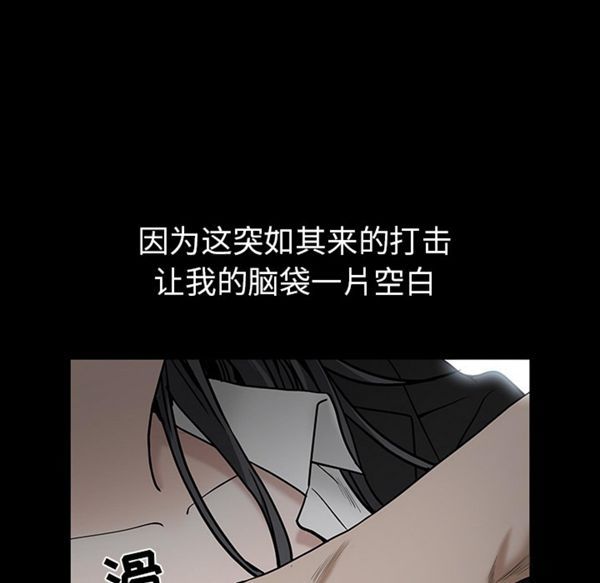 因为这突如其来的打击
让我的脑袋一片空白
滑